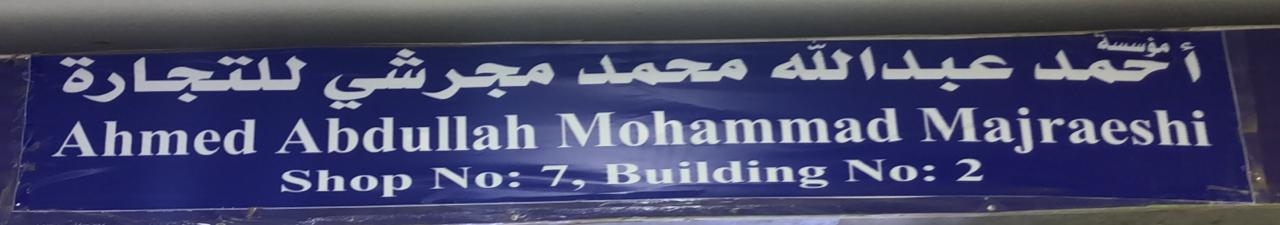 مؤسسة
أحمد عبدالله محمد مجرشي للتجارة
Ahmed Abdullah Mohammad Majraeshi
Shop No: 7, Building No: 2